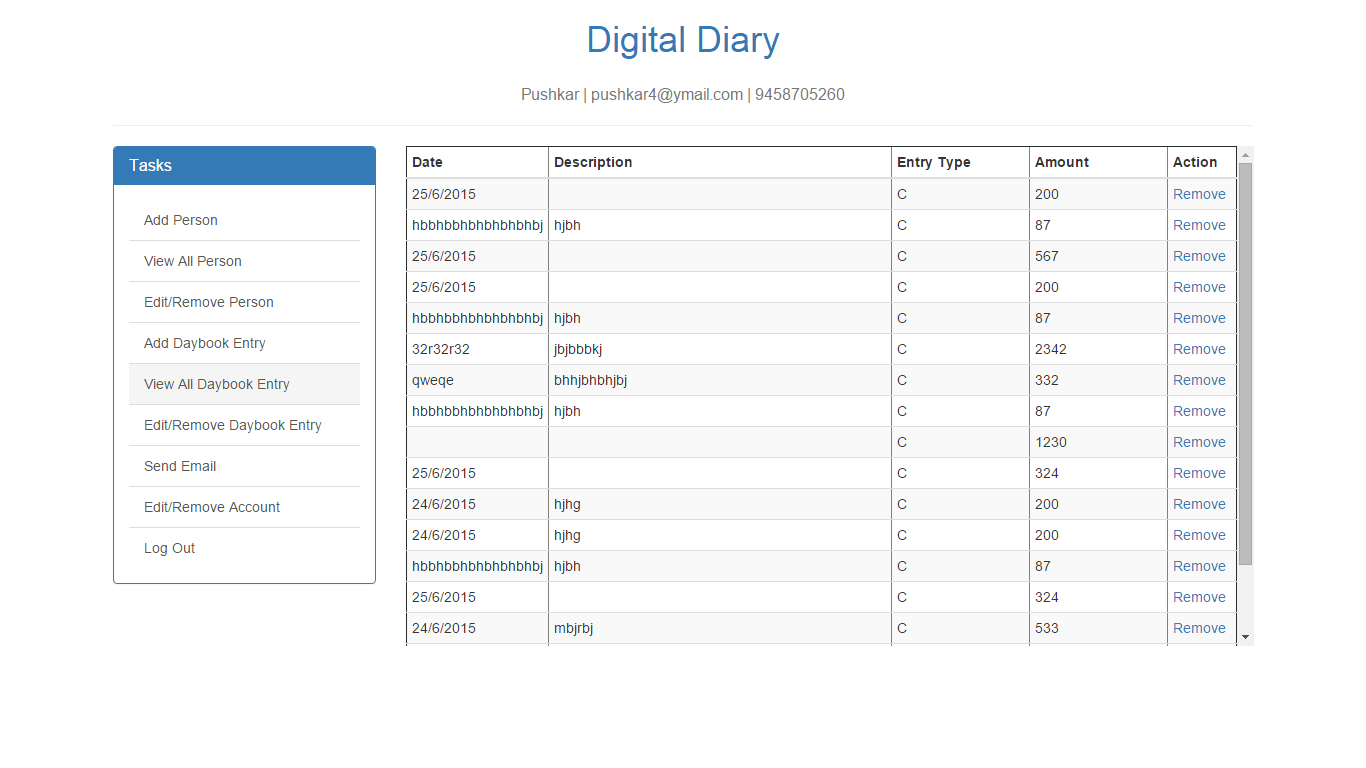 Digital Diary
Pushkar | pushkar4@ymail.com | 9458705260
Tasks
Add Person
View All Person
Edit/Remove Person
Add Daybook Entry
View All Daybook Entry
Edit/Remove Daybook Entry
Send Email
Edit/Remove Account
Log Out
Date Description Entry Type Amount Action
25/6/2015 C 200 Remove
hbbhbbhbhbhbhbhbj hjbh C 87 Remove
25/6/2015 C 567 Remove
25/6/2015 C 200 Remove
hbbhbbhbhbhbhbhbj hjbh C 87 Remove
32r32r32 jbjbbbkj C 2342 Remove
qweqe bhhjbhbhjbj C 332 Remove
hbbhbbhbhbhbhbhbj hjbh C 87 Remove
C 1230 Remove
25/6/2015 C 324 Remove
24/6/2015 hjhg C 200 Remove
24/6/2015 hjhg C 200 Remove
hbbhbbhbhbhbhbhbj hjbh C 87 Remove
25/6/2015 C 324 Remove
24/6/2015 mbjrbj C 533 Remove